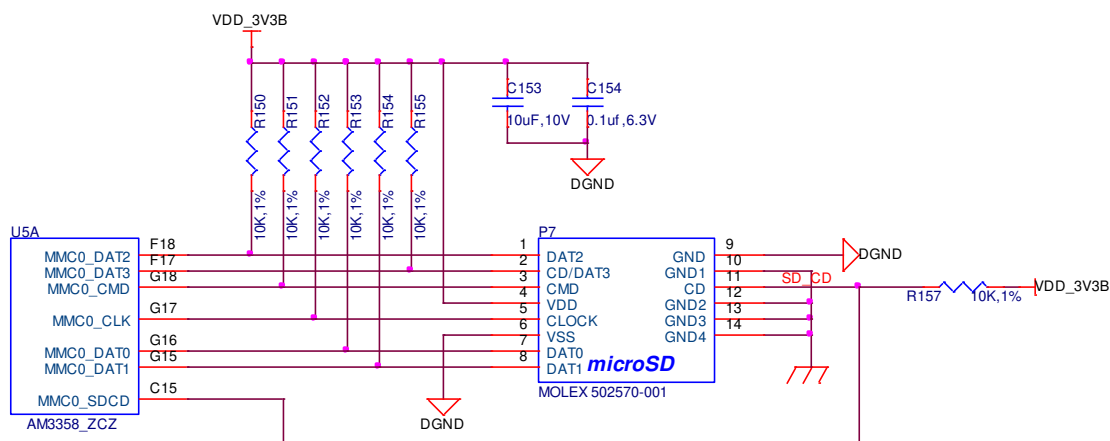 VDD_3V3B
R150
R151
R152
R153
R154
R155
10K,1%
10K,1%
10K,1%
10K,1%
10K,1%
10K,1%
C153
10uF,10V
C154
0.1uf,6.3V
DGND
U5A
MMC0_DAT2
F18
MMC0_DAT3
F17
MMC0_CMD
G18
MMC0_CLK
G17
MMC0_DAT0
G16
MMC0_DAT1
G15
MMC0_SDCD
C15
AM3358_ZCZ
DGND
P7
1
DAT2
2
CD/DAT3
3
CMD
4
VDD
5
CLOCK
6
VSS
7
DAT0
8
DAT1
microSD
GND
9
GND1
10
CD
11
GND2
12
GND3
13
GND4
14
MOLEX 502570-001
DGND
SD_CD
R157
10K,1%
VDD_3V3B